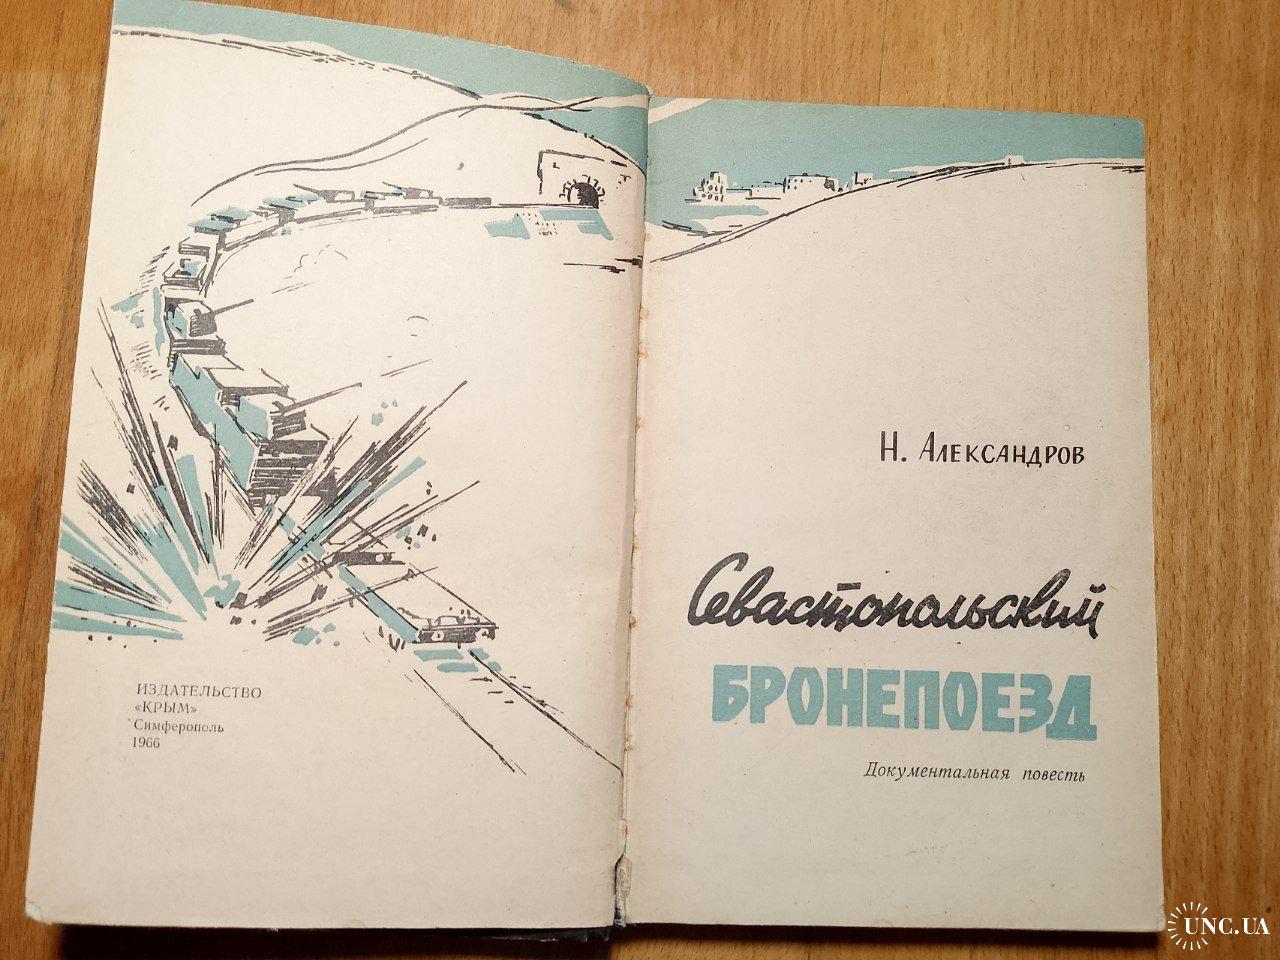 ИЗДАТЕЛЬСТВО
«КРЫМ»
Симферополь
1966
Н. Александров
Севастопольский
БРОНЕПОЕЗД
Документальная повесть
UNC.UA